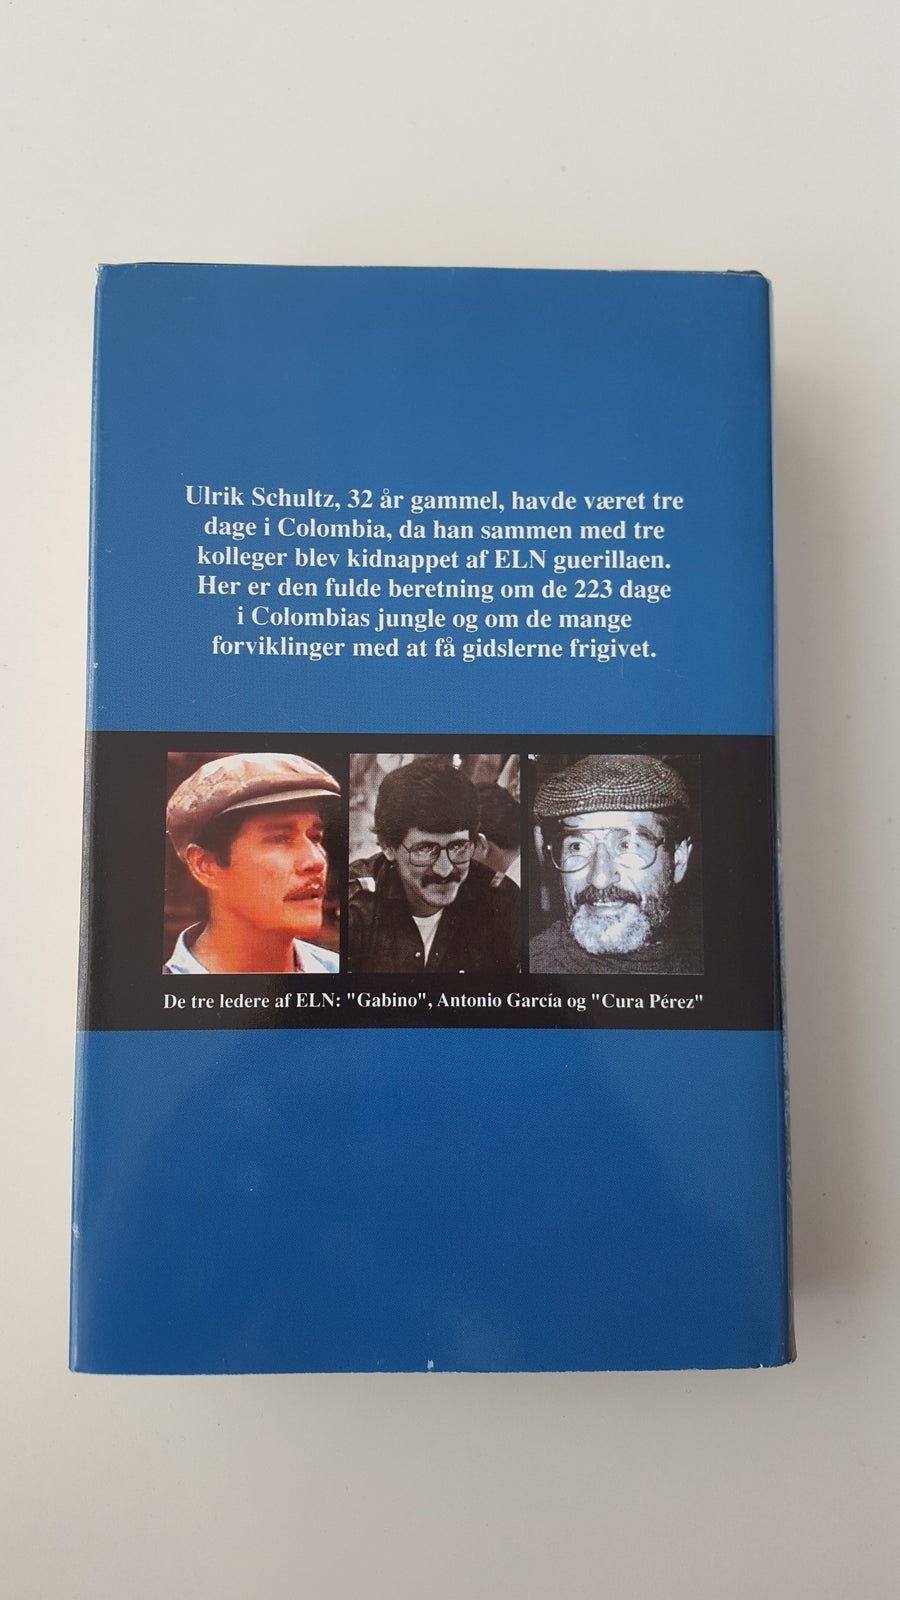 Ulrik Schultz, 32 år gammel, havde været tre
dage i Colombia, da han sammen med tre
kolleger blev kidnappet af ELN guerillaen.
Her er den fulde beretning om de 223 dage
i Colombias jungle og om de mange
forviklinger med at få gidslerne frigivet.
De tre ledere af ELN: "Gabino", Antonio García og "Cura Pérez"